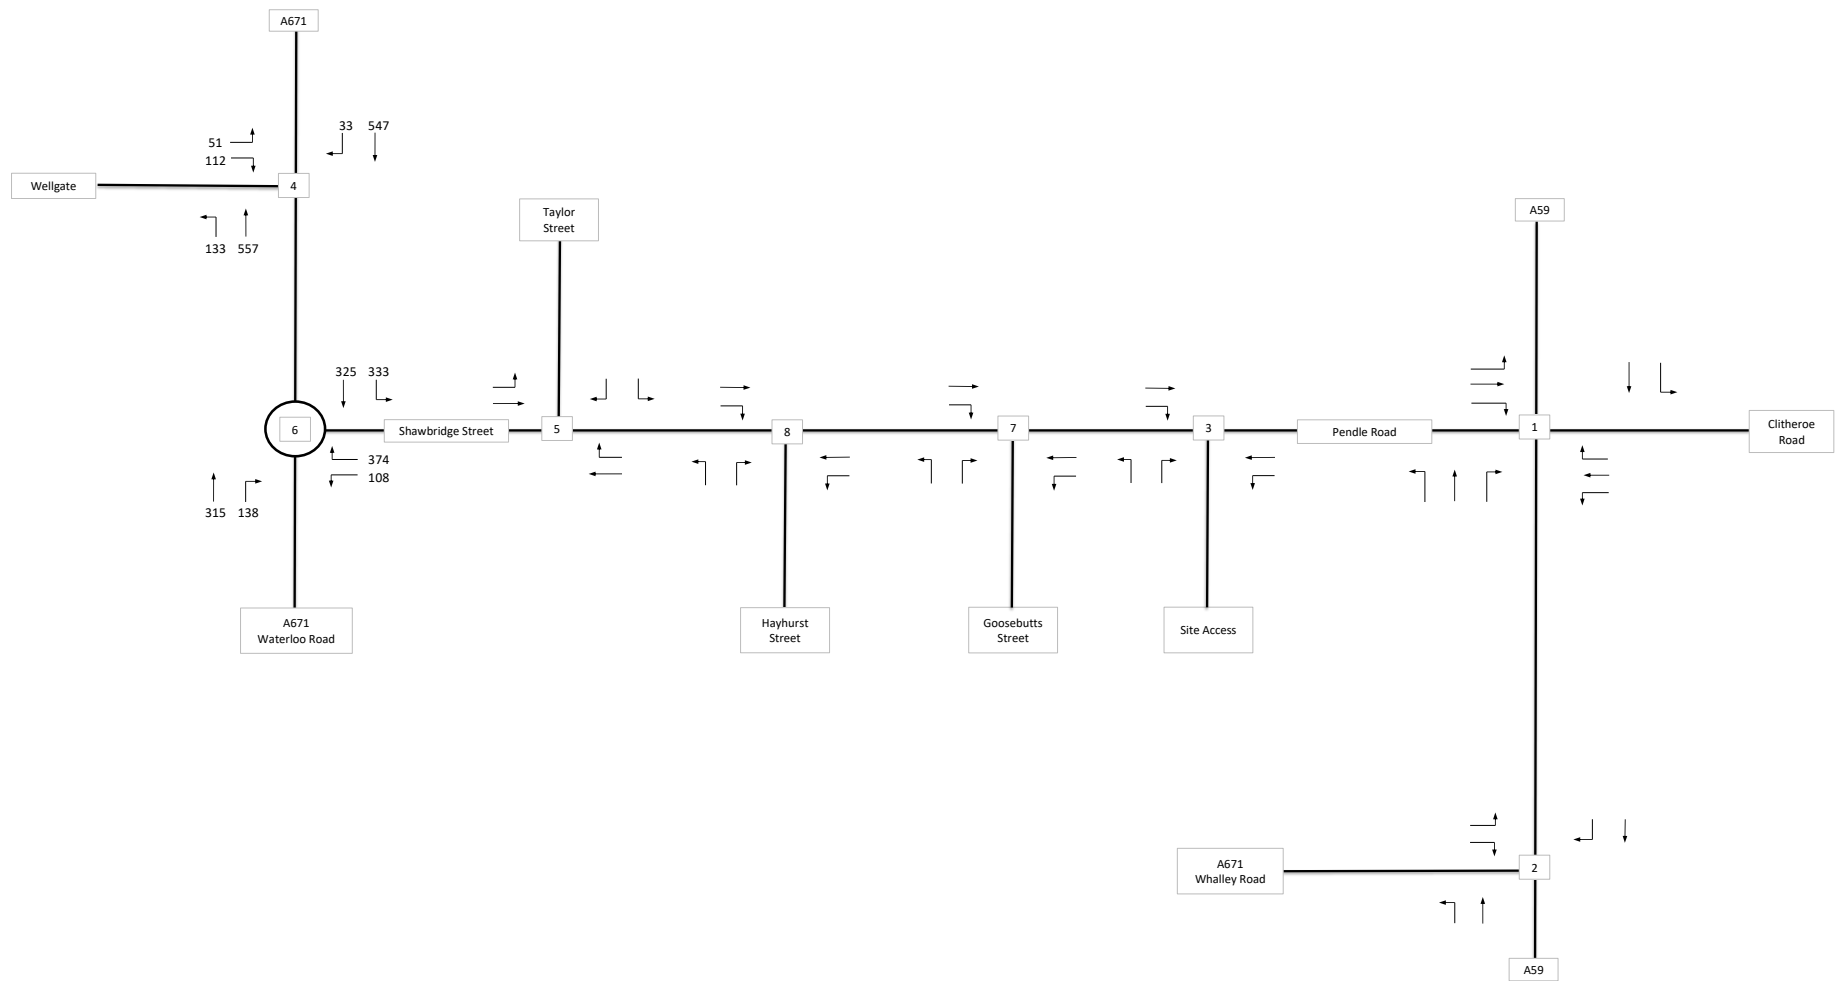 A671
33 547
51
112
Wellgate
4
133 557
Taylor
Street
A59
325 333
6
Shawbridge Street
5
8
7
3
Pendle Road
1
Clitheroe
Road
374
108
315 138
A671
Waterloo Road
Hayhurst
Street
Goosebutts
Street
Site Access
A671
Whalley Road
2
A59